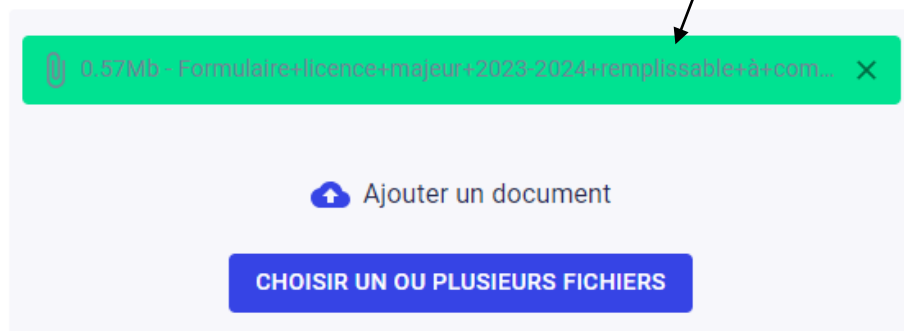 0.57Mb - Formulaire+licence+majeur+2023-2024+remplissable+à+com...
Ajouter un document
CHOISIR UN OU PLUSIEURS FICHIERS